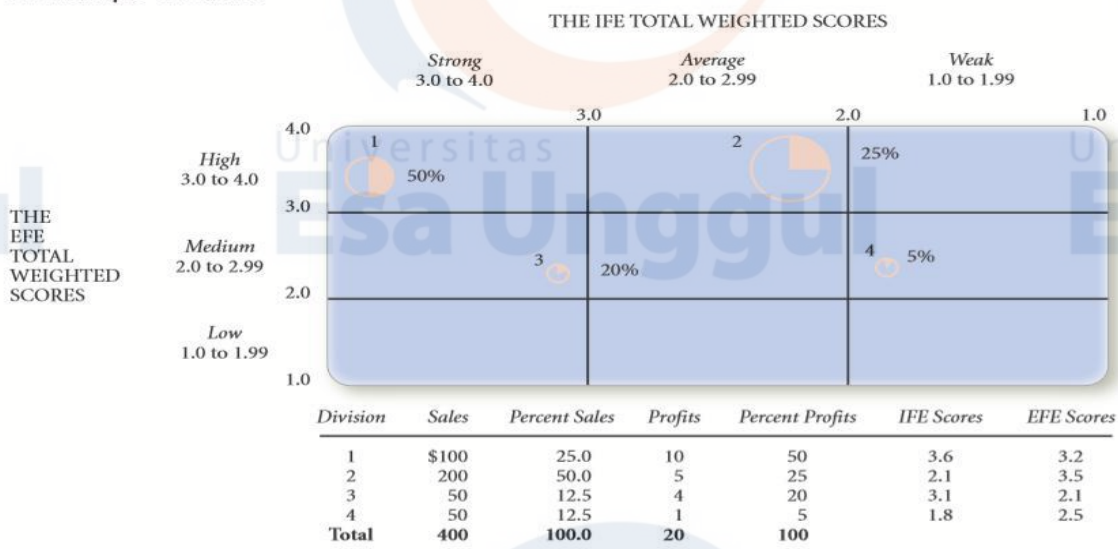 THE IFE TOTAL WEIGHTED SCORES
Strong
3.0 to 4.0
Average
2.0 to 2.99
Weak
1.0 to 1.99
4.0 3.0 2.0 1.0
High
3.0 to 4.0
1
50%
2
25%
3.0
THE
EFE
TOTAL
WEIGHTED
SCORES
Medium
2.0 to 2.99
3
20%
4
5%
2.0
Low
1.0 to 1.99
1.0
Universitas
Esa Unggul
Division Sales Percent Sales Profits Percent Profits IFE Scores EFE Scores
1 $100 25.0 10 50 3.6 3.2
2 200 50.0 5 25 2.1 3.5
3 50 12.5 4 20 3.1 2.1
4 50 12.5 1 5 1.8 2.5
Total 400 100.0 20 100